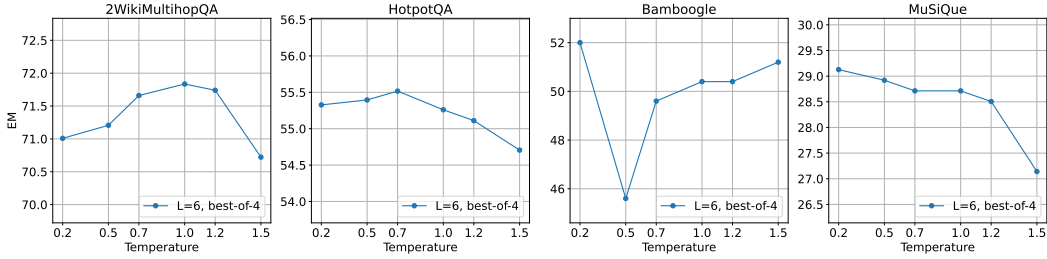 2WikiMultihopQA
EM
72.5
72.0
71.5
71.0
70.5
70.0
0.2 0.5 0.7 1.0 1.2 1.5
Temperature
L=6, best-of-4
HotpotQA
56.5
56.0
55.5
55.0
54.5
54.0
0.2 0.5 0.7 1.0 1.2 1.5
Temperature
L=6, best-of-4
Bamboogle
52
50
48
46
0.2 0.5 0.7 1.0 1.2 1.5
Temperature
L=6, best-of-4
MuSiQue
30.0
29.5
29.0
28.5
28.0
27.5
27.0
26.5
0.2 0.5 0.7 1.0 1.2 1.5
Temperature
L=6, best-of-4